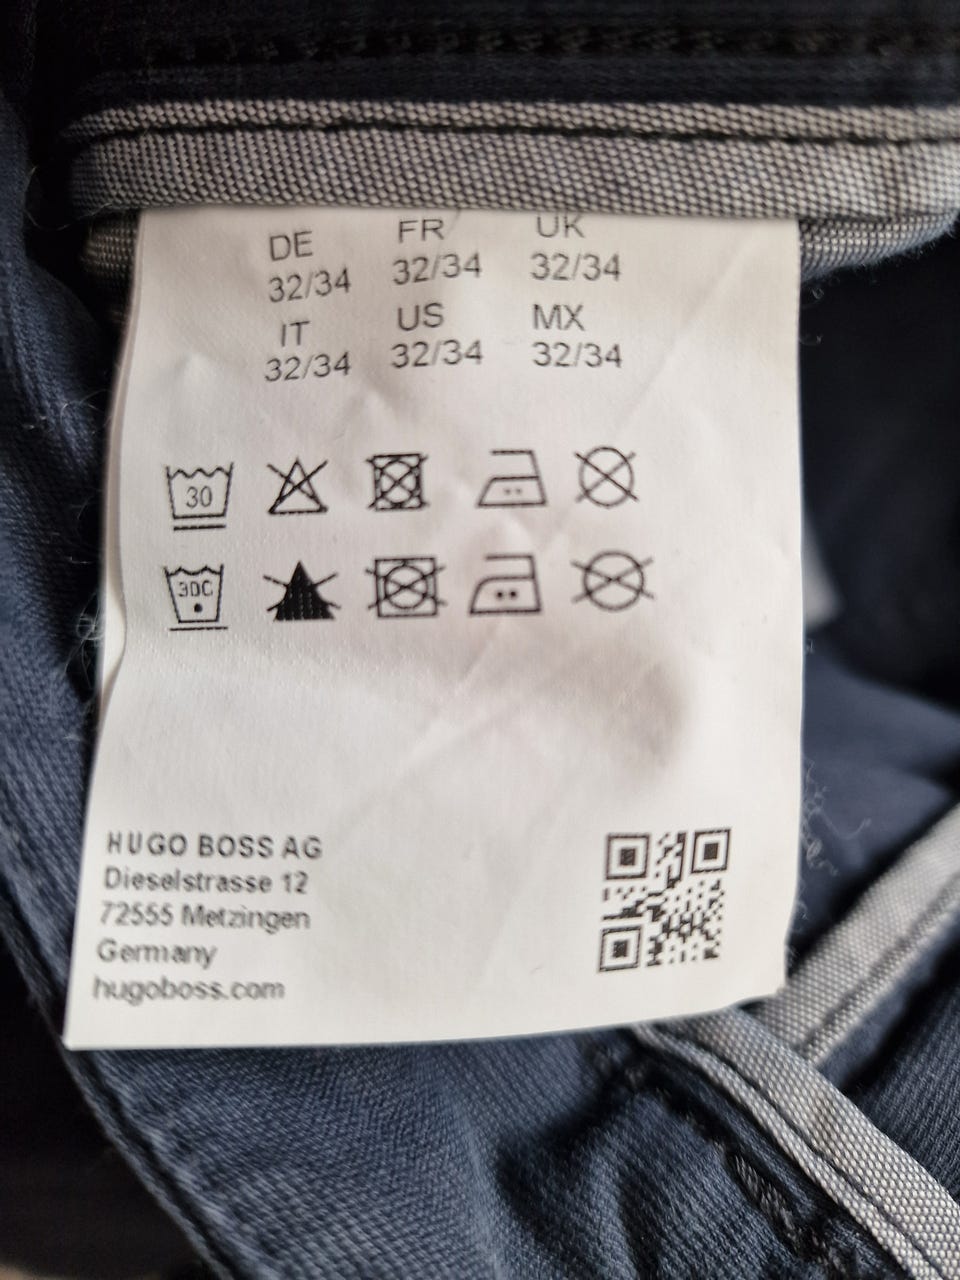 DE FR UK
32/34 32/34 32/34
IT US MX
32/34 32/34 32/34
30
30C
HUGO BOSS AG
Dieselstrasse 12
72555 Metzingen
Germany
hugoboss.com